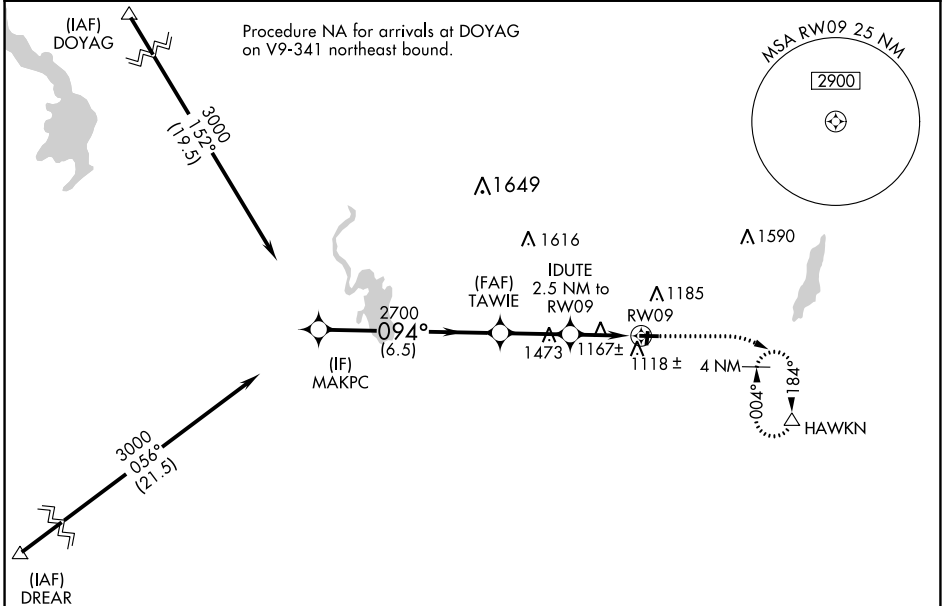 (IAF)
DOYAG
Procedure NA for arrivals at DOYAG
on V9-341 northeast bound.
MSA RW09 25 NM
2900
3000
152°
(19.5)
1649
1616
1590
(FAF)
TAWIE
IDUTE
2.5 NM to
RW09
1185
RW09
2700
094°
(6.5)
1473
1167±
1118 ±
(IF)
MAKPC
4 NM
004°
184°
HAWKN
3000
056°
(21.5)
(IAF)
DREAR